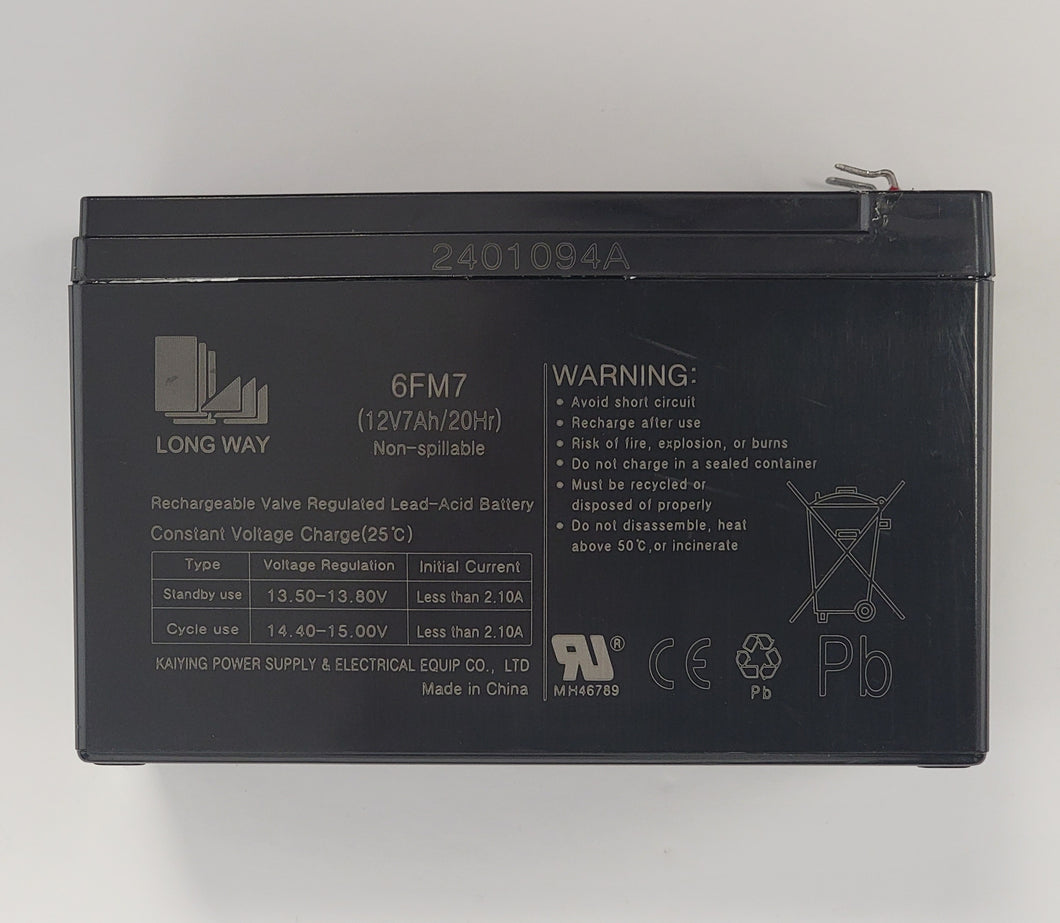 2401094A
LONG WAY
6FM7
(12V7Ah/20Hr)
Non-spillable
Rechargeable Valve Regulated Lead-Acid Battery
Constant Voltage Charge(25℃)
Type Voltage Regulation Initial Current
Standby use 13.50-13.80V Less than 2.10A
Cycle use 14.40-15.00V Less than 2.10A
KAIYING POWER SUPPLY & ELECTRICAL EQUIP CO., LTD
Made in China
WARNING:
• Avoid short circuit
• Recharge after use
• Risk of fire, explosion, or burns
• Do not charge in a sealed container
• Must be recycled or
disposed of properly
• Do not disassemble, heat
above 50℃,or incinerate
RU®
MH46789
CE
Pb
Pb